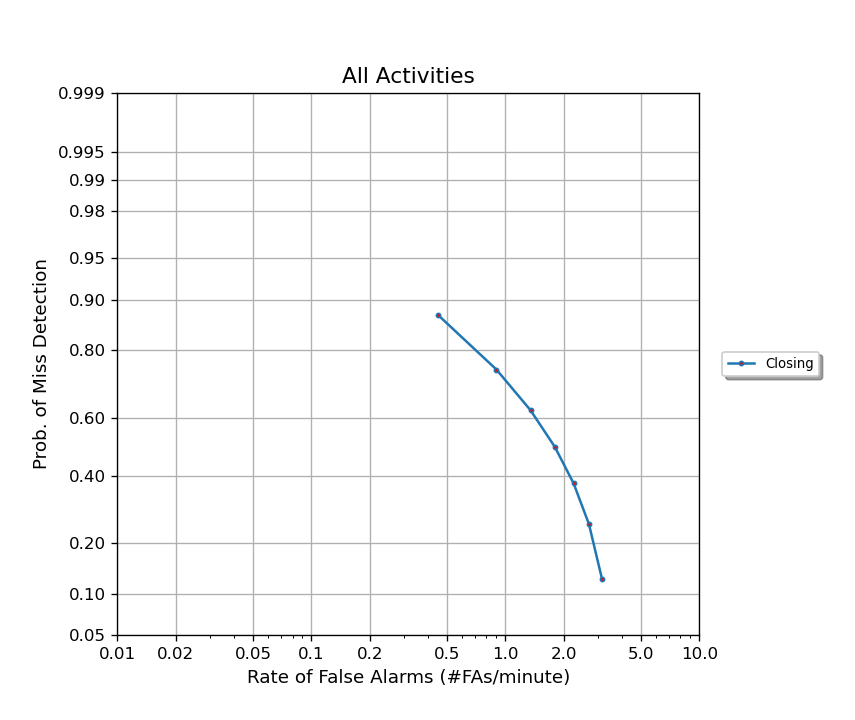 All Activities
0.999
0.995
0.99
0.98
0.95
0.90
0.80
0.60
0.40
0.20
0.10
0.05
Prob. of Miss Detection
0.01 0.02 0.05 0.1 0.2 0.5 1.0 2.0 5.0 10.0
Rate of False Alarms (#FAs/minute)
Closing